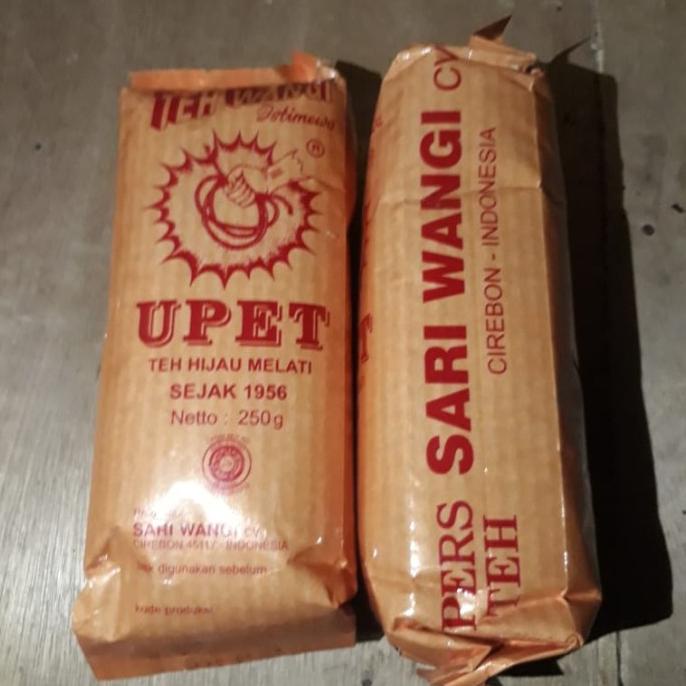 TEH WANGI
Istimewa
®
UPET
TEH HIJAU MELATI
SEJAK 1956
Netto : 250g
SARI WANGI CV
CIREBON 45117 - INDONESIA
digunakan sebelum
kode produksi
PERS SARI WANGI CV
TEH CIREBON - INDONESIA